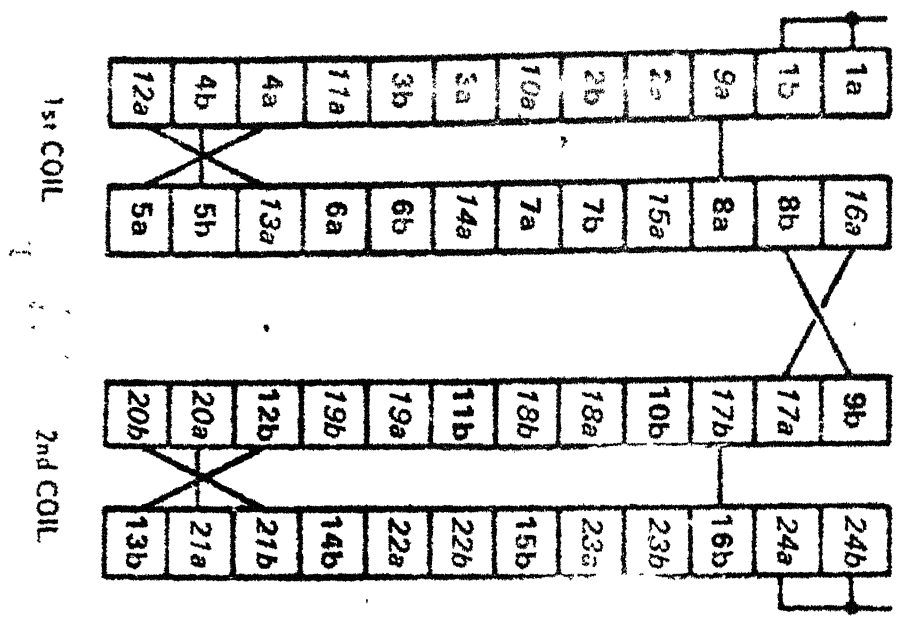 1a 16a 9b 24b
1b 8b 17a 24a
9a 8a 17b 16b
2a 15a 10b 23b
2b 7b 18a 23a
10a 7a 18b 15b
3a 14a 11b 22b
3b 6b 19a 22a
11a 6a 19b 14b
4a 13a 12b 21b
4b 5b 20a 21a
12a 5a 20b 13b
1st COIL 2nd COIL